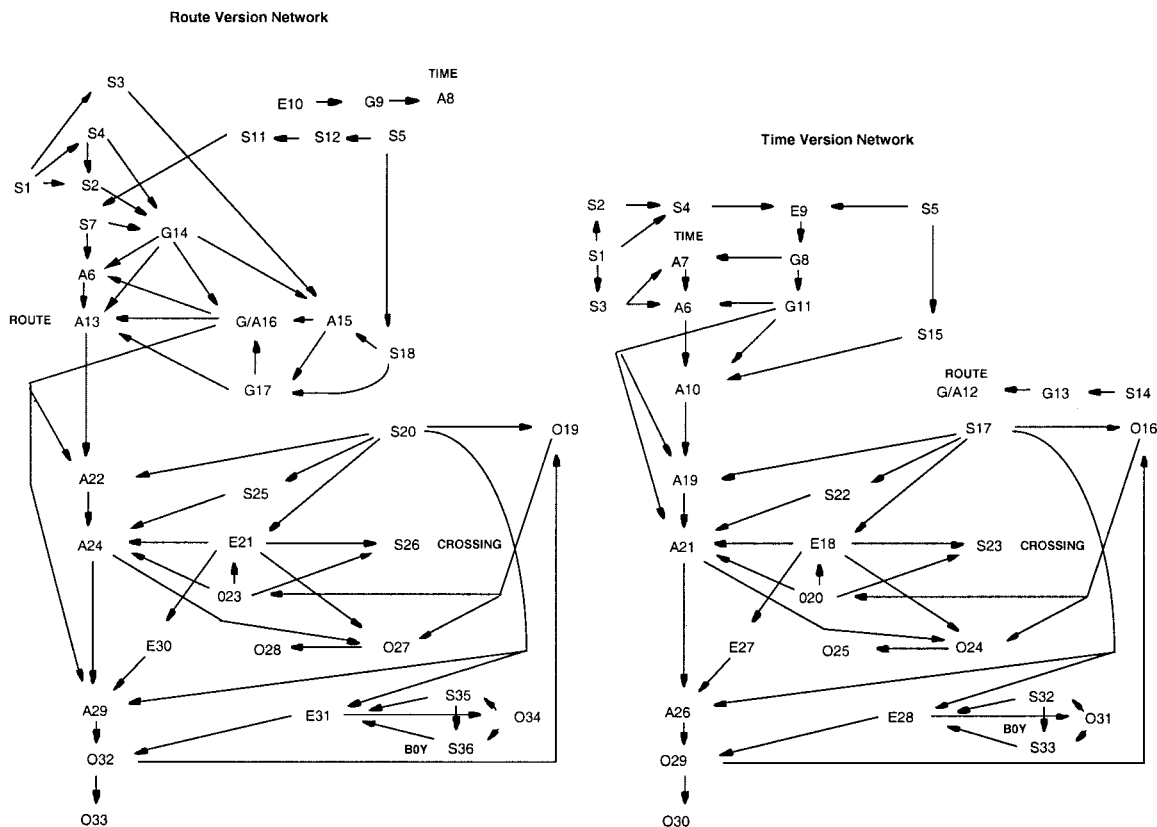 Route Version Network
S3
TIME
E10 G9 A8
S4 S11 S12 S5
S1 S2
S7 G14
A6
ROUTE A13 G/A16 A15
S18
G17
S20 O19
A22
S25
A24 E21 S26 CROSSING
023
E30 O28 O27
A29 E31 S35 O34
B0Y S36
O32
O33
Time Version Network
S2 S4 E9 S5
TIME
S1 A7 G8
S3 A6 G11
S15
A10 ROUTE
G/A12 G13 S14
S17 O16
A19
S22
A21 E18 S23 CROSSING
020
E27 O25 O24
A26 E28 S32 O31
B0Y
S33
O29
O30